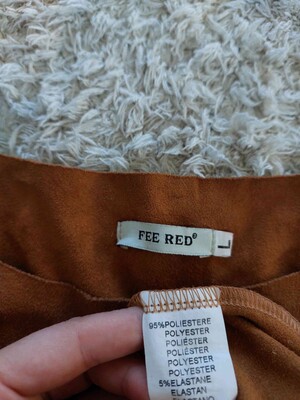 FEE RED®
L
95%POLIESTERE
POLYESTER
POLIÉSTER
POLIÉSTER
POLYESTER
POLYESTER
5%ELASTANE
ELASTAN